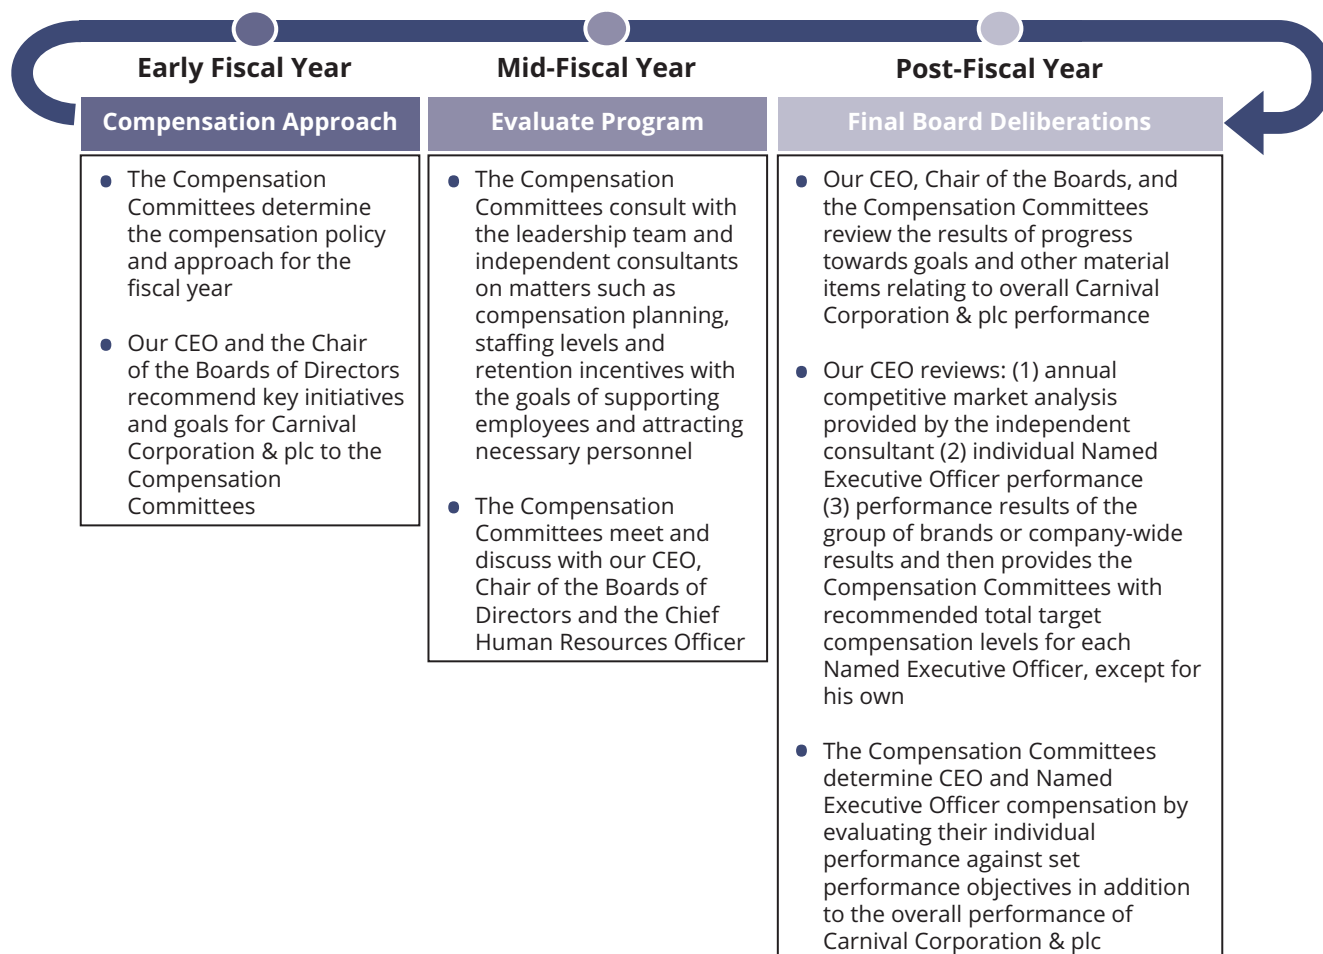 Early Fiscal Year
Compensation Approach
The Compensation
Committees determine
the compensation policy
and approach for the
fiscal year
Our CEO and the Chair
of the Boards of Directors
recommend key initiatives
and goals for Carnival
Corporation & plc to the
Compensation
Committees
Mid-Fiscal Year
Evaluate Program
The Compensation
Committees consult with
the leadership team and
independent consultants
on matters such as
compensation planning,
staffing levels and
retention incentives with
the goals of supporting
employees and attracting
necessary personnel
The Compensation
Committees meet and
discuss with our CEO,
Chair of the Boards of
Directors and the Chief
Human Resources Officer
Post-Fiscal Year
Final Board Deliberations
Our CEO, Chair of the Boards, and
the Compensation Committees
review the results of progress
towards goals and other material
items relating to overall Carnival
Corporation & plc performance
Our CEO reviews: (1) annual
competitive market analysis
provided by the independent
consultant (2) individual Named
Executive Officer performance
(3) performance results of the
group of brands or company-wide
results and then provides the
Compensation Committees with
recommended total target
compensation levels for each
Named Executive Officer, except for
his own
The Compensation Committees
determine CEO and Named
Executive Officer compensation by
evaluating their individual
performance against set
performance objectives in addition
to the overall performance of
Carnival Corporation & plc